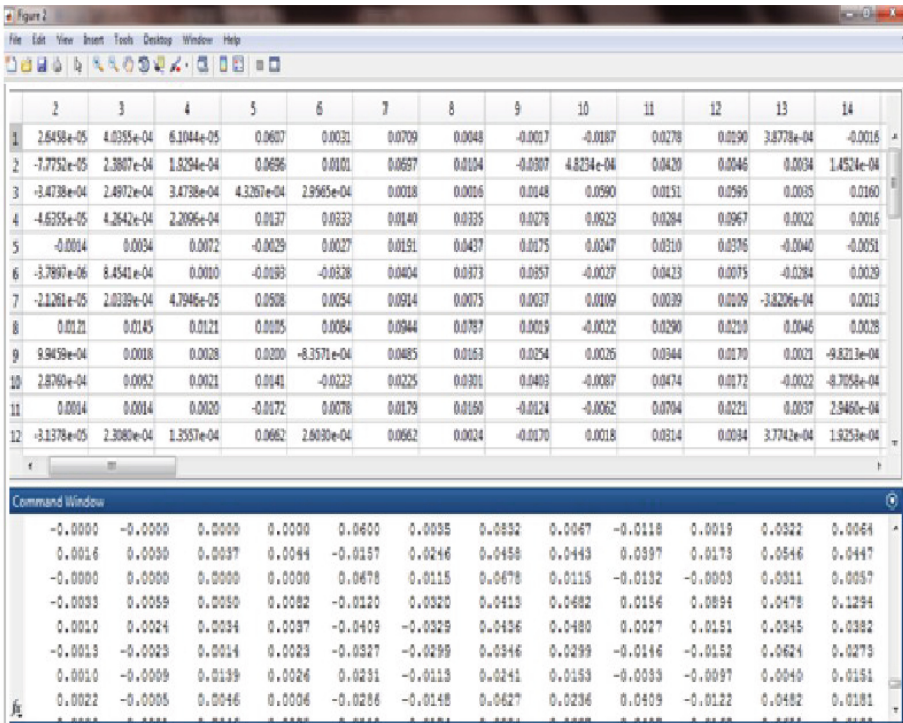 Figure 2
File Edit View Insert Tools Desktop Window Help
2 3 4 5 6 7 8 9 10 11 12 13 14
1 2.6458e-05 4.0355e-04 6.1044e-05 0.0607 0.0031 0.0709 0.0048 -0.0017 -0.0187 0.0278 0.0190 3.8778e-04 -0.0016
2 -7.7752e-05 2.3807e-04 1.9294e-04 0.0696 0.0101 0.0697 0.0104 -0.0307 4.8234e-04 0.0420 0.0046 0.0034 1.4524e-04
3 -3.4738e-04 2.4972e-04 3.4738e-04 4.3267e-04 2.9565e-04 0.0018 0.0016 0.0148 0.0590 0.0151 0.0595 0.0035 0.0160
4 -4.6355e-05 4.2642e-04 2.2096e-04 0.0137 0.0333 0.0140 0.0335 0.0278 0.0923 0.0284 0.0967 0.0022 0.0016
5 -0.0014 0.0034 0.0072 -0.0029 0.0027 0.0191 0.0437 0.0175 0.0247 0.0310 0.0376 -0.0040 -0.0051
6 -3.7897e-06 8.4541e-04 0.0010 -0.0193 -0.0328 0.0404 0.0373 0.0357 -0.0027 0.0423 0.0075 -0.0284 0.0029
7 -2.1261e-05 2.0339e-04 4.7946e-05 0.0508 0.0054 0.0914 0.0075 0.0037 0.0109 0.0039 0.0109 -3.8206e-04 0.0013
8 0.0121 0.0145 0.0121 0.0105 0.0084 0.0944 0.0787 0.0019 -0.0022 0.0290 0.0210 0.0046 0.0028
9 9.9459e-04 0.0018 0.0028 0.0200 -8.3571e-04 0.0485 0.0163 0.0254 0.0026 0.0344 0.0170 0.0021 -9.8213e-04
10 2.8760e-04 0.0052 0.0021 0.0141 -0.0223 0.0225 0.0301 0.0403 -0.0087 0.0474 0.0172 -0.0022 -8.7058e-04
11 0.0014 0.0014 0.0020 -0.0172 0.0078 0.0179 0.0160 -0.0124 -0.0062 0.0704 0.0221 0.0037 2.9460e-04
12 -3.1378e-05 2.3080e-04 1.3557e-04 0.0662 2.6030e-04 0.0662 0.0024 -0.0170 0.0018 0.0314 0.0034 3.7742e-04 1.9253e-04
Command Window
-0.0000 -0.0000 0.0000 0.0000 0.0600 0.0035 0.0832 0.0067 -0.0118 0.0019 0.0322 0.0064
0.0016 0.0030 0.0037 0.0044 -0.0157 0.0246 0.0458 0.0443 0.0397 0.0173 0.0546 0.0447
-0.0000 0.0000 0.0000 0.0000 0.0678 0.0115 0.0678 0.0115 -0.0132 -0.0003 0.0311 0.0057
-0.0033 0.0059 0.0050 0.0082 -0.0120 0.0320 0.0413 0.0682 0.0156 0.0894 0.0478 0.1294
0.0010 0.0024 0.0034 0.0037 -0.0409 -0.0329 0.0436 0.0480 0.0027 0.0151 0.0345 0.0382
-0.0013 -0.0023 0.0014 0.0023 -0.0327 -0.0299 0.0346 0.0299 -0.0146 -0.0152 0.0624 0.0273
0.0010 -0.0009 0.0139 0.0026 0.0231 -0.0113 0.0241 0.0153 -0.0033 -0.0097 0.0040 0.0151
fx 0.0022 -0.0005 0.0046 0.0006 -0.0286 -0.0148 0.0627 0.0236 0.0409 -0.0122 0.0482 0.0181